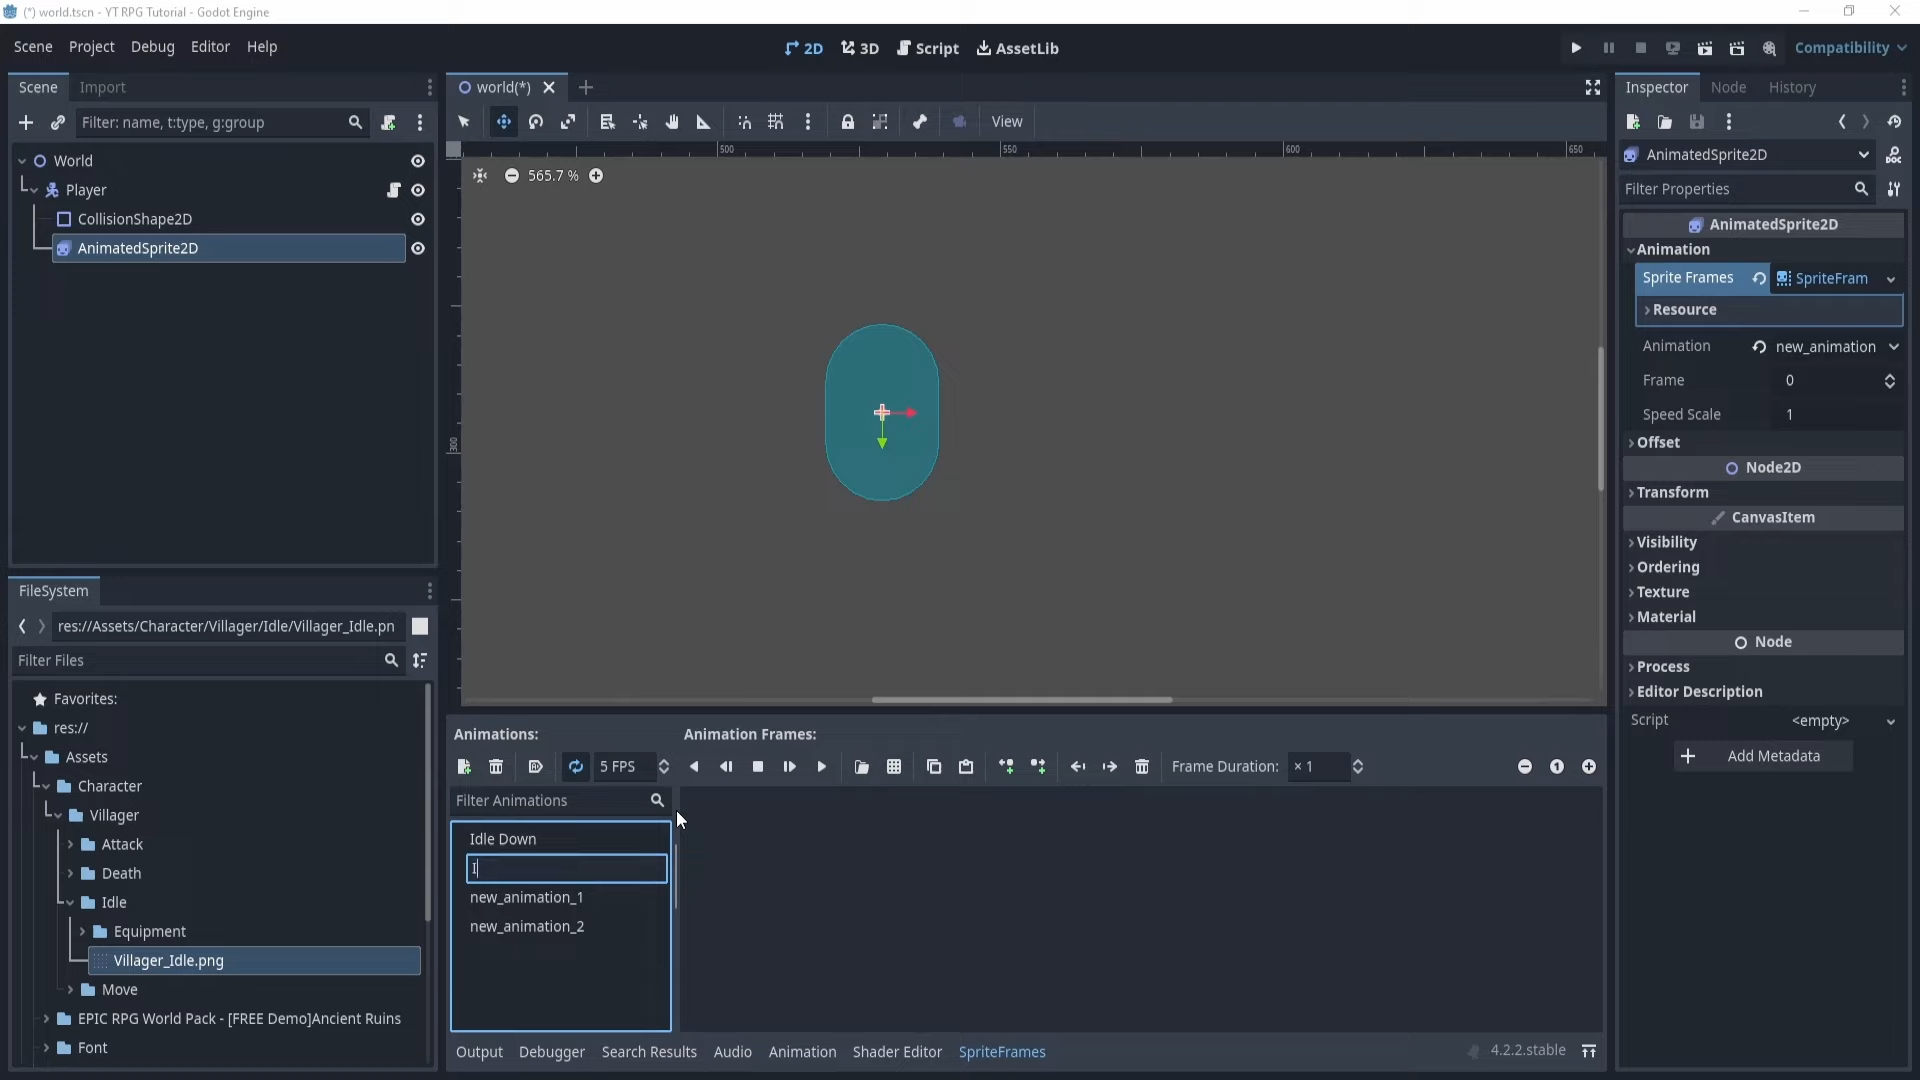 (*) world.tscn - YT RPG Tutorial - Godot Engine
Scene Project Debug Editor Help
2D 3D Script AssetLib
Compatibility
Scene Import
Filter: name, t:type, g:group
World
Player
CollisionShape2D
AnimatedSprite2D
FileSystem
res://Assets/Character/Villager/Idle/Villager_Idle.pn
Filter Files
Favorites:
res://
Assets
Character
Villager
Attack
Death
Idle
Equipment
Villager_Idle.png
Move
EPIC RPG World Pack - [FREE Demo]Ancient Ruins
Font
world(*)
View
500 550 600 650
565.7 %
300
Animations:
Animation Frames:
5 FPS
Frame Duration: × 1
1
Filter Animations
Idle Down
I
new_animation_1
new_animation_2
Output Debugger Search Results Audio Animation Shader Editor SpriteFrames
4.2.2.stable
Inspector Node History
AnimatedSprite2D
DOC
Filter Properties
AnimatedSprite2D
Animation
Sprite Frames SpriteFram
Resource
Animation new_animation
Frame 0
Speed Scale 1
Offset
Node2D
Transform
CanvasItem
Visibility
Ordering
Texture
Material
Node
Process
Editor Description
Script <empty>
Add Metadata